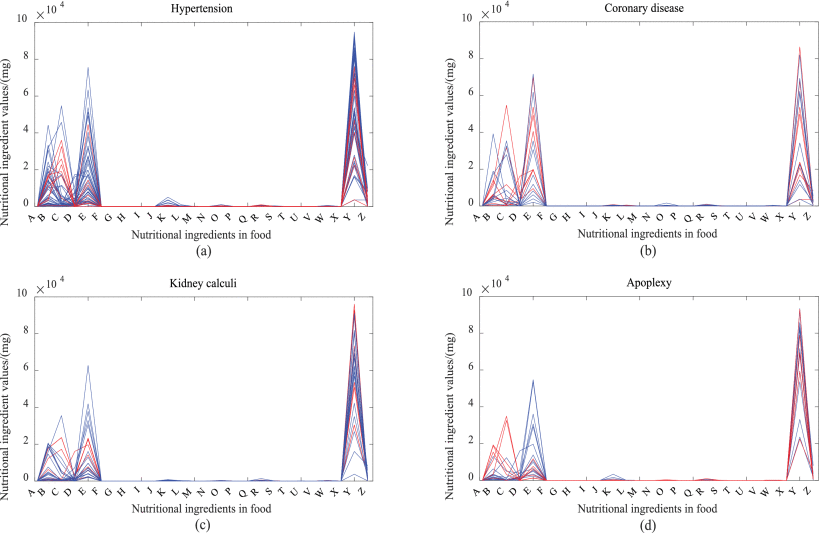 Hypertension
× 10 4
10
8
6
4
2
0
Nutritional ingredient values/(mg)
A B C D E F G H I J K L M N O P Q R S T U V W X Y Z
Nutritional ingredients in food
(a)
Coronary disease
× 10 4
10
8
6
4
2
0
Nutritional ingredient values/(mg)
A B C D E F G H I J K L M N O P Q R S T U V W X Y Z
Nutritional ingredients in food
(b)
Kidney calculi
× 10 4
10
8
6
4
2
0
Nutritional ingredient values/(mg)
A B C D E F G H I J K L M N O P Q R S T U V W X Y Z
Nutritional ingredients in food
(c)
Apoplexy
× 10 4
10
8
6
4
2
0
Nutritional ingredient values/(mg)
A B C D E F G H I J K L M N O P Q R S T U V W X Y Z
Nutritional ingredients in food
(d)